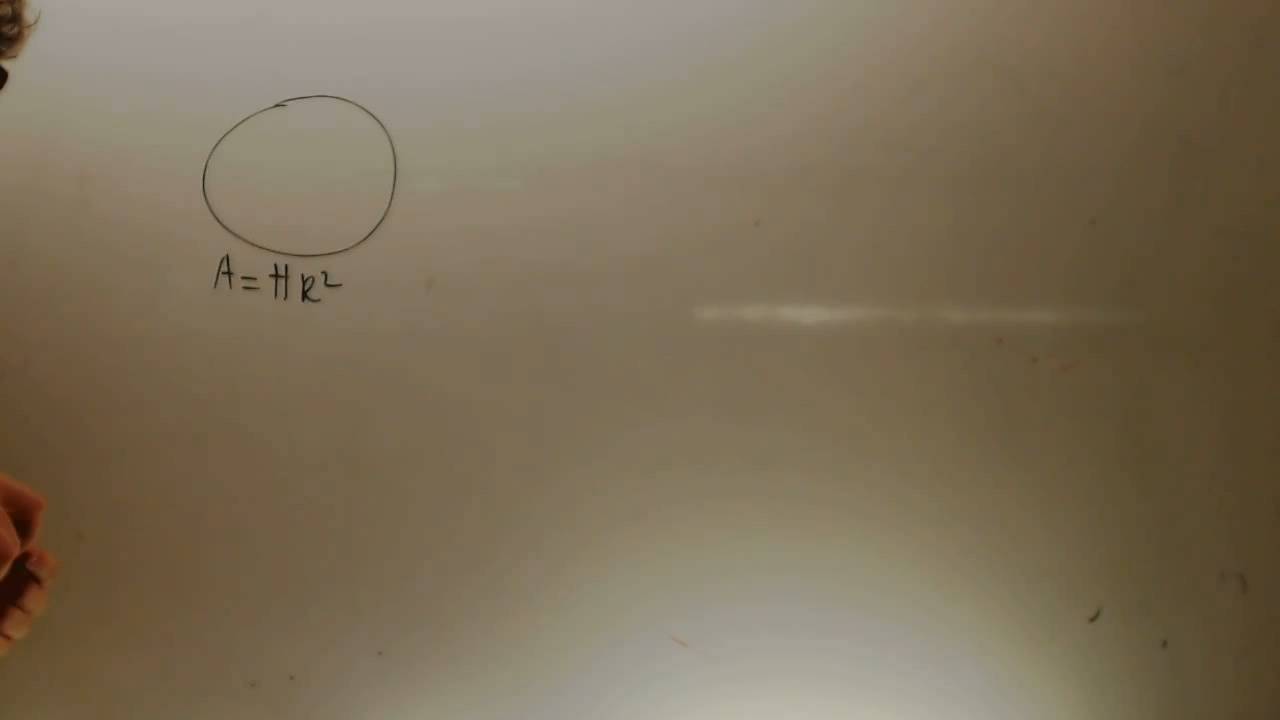 A = πR²